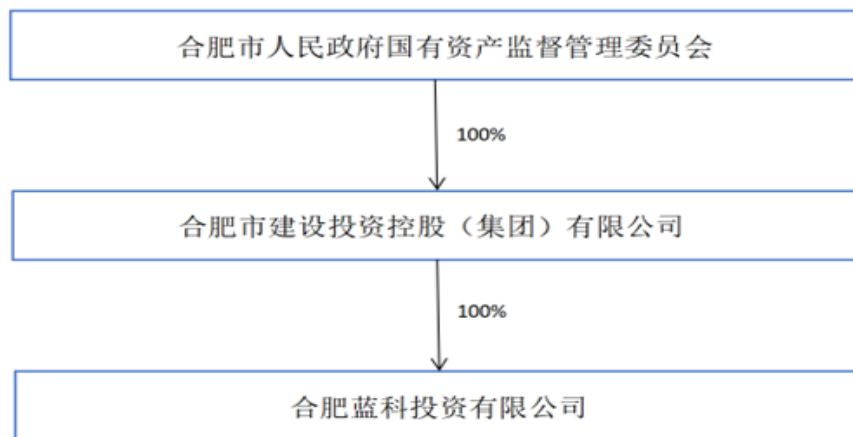 合肥市人民政府国有资产监督管理委员会
100%
合肥市建设投资控股（集团）有限公司
100%
合肥蓝科投资有限公司